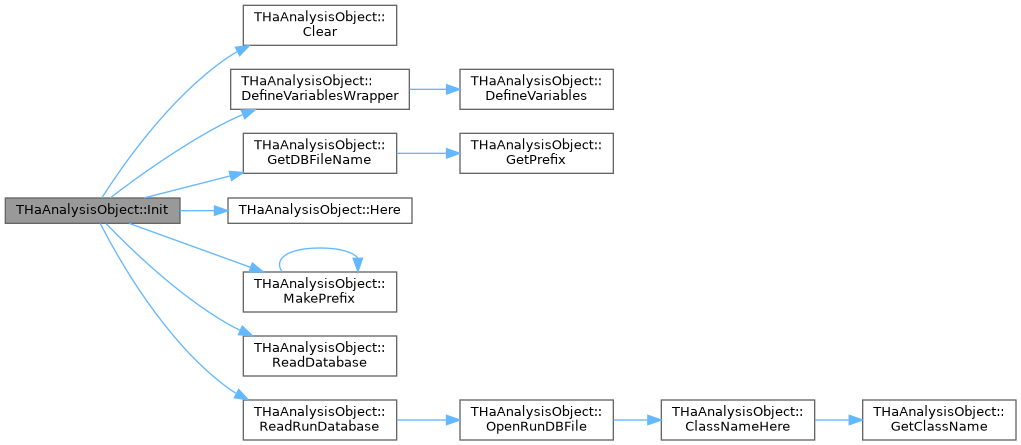 THaAnalysisObject::
Clear
THaAnalysisObject::
DefineVariablesWrapper
THaAnalysisObject::
DefineVariables
THaAnalysisObject::
GetDBFileName
THaAnalysisObject::
GetPrefix
THaAnalysisObject::Init
THaAnalysisObject::Here
THaAnalysisObject::
MakePrefix
THaAnalysisObject::
ReadDatabase
THaAnalysisObject::
ReadRunDatabase
THaAnalysisObject::
OpenRunDBFile
THaAnalysisObject::
ClassNameHere
THaAnalysisObject::
GetClassName